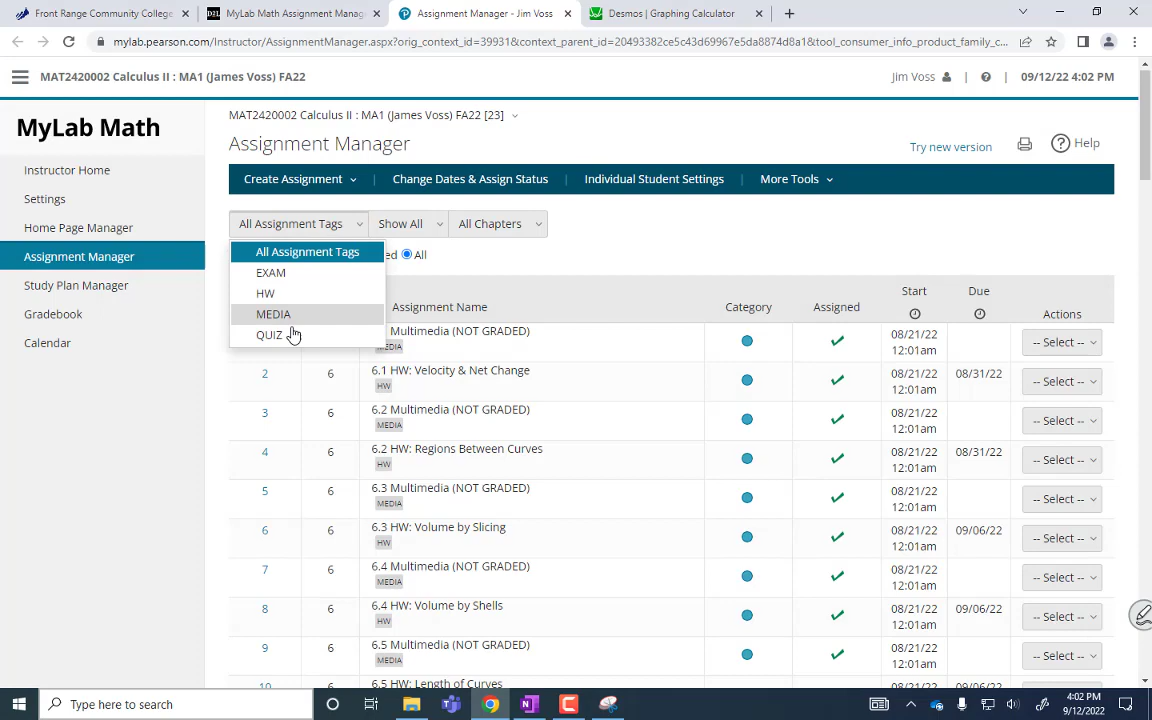 Front Range Community College
MyLab Math Assignment Manag
Assignment Manager - Jim Voss
Desmos | Graphing Calculator
mylab.pearson.com/Instructor/AssignmentManager.aspx?orig_context_id=39931&context_parent_id=20493382ce5c43d69967e5da8874d8a1&tool_consumer_info_product_family_c...
MAT2420002 Calculus II : MA1 (James Voss) FA22
Jim Voss | ? | 09/12/22 4:02 PM
MyLab Math
Instructor Home
Settings
Home Page Manager
Assignment Manager
Study Plan Manager
Gradebook
Calendar
MAT2420002 Calculus II : MA1 (James Voss) FA22 [23]
Assignment Manager
Try new version
? Help
Create Assignment | Change Dates & Assign Status | Individual Student Settings | More Tools
All Assignment Tags Show All All Chapters
All Assignment Tags
EXAM
HW
MEDIA
QUIZ
ed All
Assignment Name Category Assigned Start Due Actions
Multimedia (NOT GRADED) 08/21/22 -- Select --
MEDIA 12:01am
2 6 6.1 HW: Velocity & Net Change 08/21/22 08/31/22 -- Select --
HW 12:01am
3 6 6.2 Multimedia (NOT GRADED) 08/21/22 -- Select --
MEDIA 12:01am
4 6 6.2 HW: Regions Between Curves 08/21/22 08/31/22 -- Select --
HW 12:01am
5 6 6.3 Multimedia (NOT GRADED) 08/21/22 -- Select --
MEDIA 12:01am
6 6 6.3 HW: Volume by Slicing 08/21/22 09/06/22 -- Select --
HW 12:01am
7 6 6.4 Multimedia (NOT GRADED) 08/21/22 -- Select --
MEDIA 12:01am
8 6 6.4 HW: Volume by Shells 08/21/22 09/06/22 -- Select --
HW 12:01am
9 6 6.5 Multimedia (NOT GRADED) 08/21/22 -- Select --
MEDIA 12:01am
10 6 6.5 HW: Length of Curves 08/21/22 09/06/22
Type here to search
4:02 PM
9/12/2022